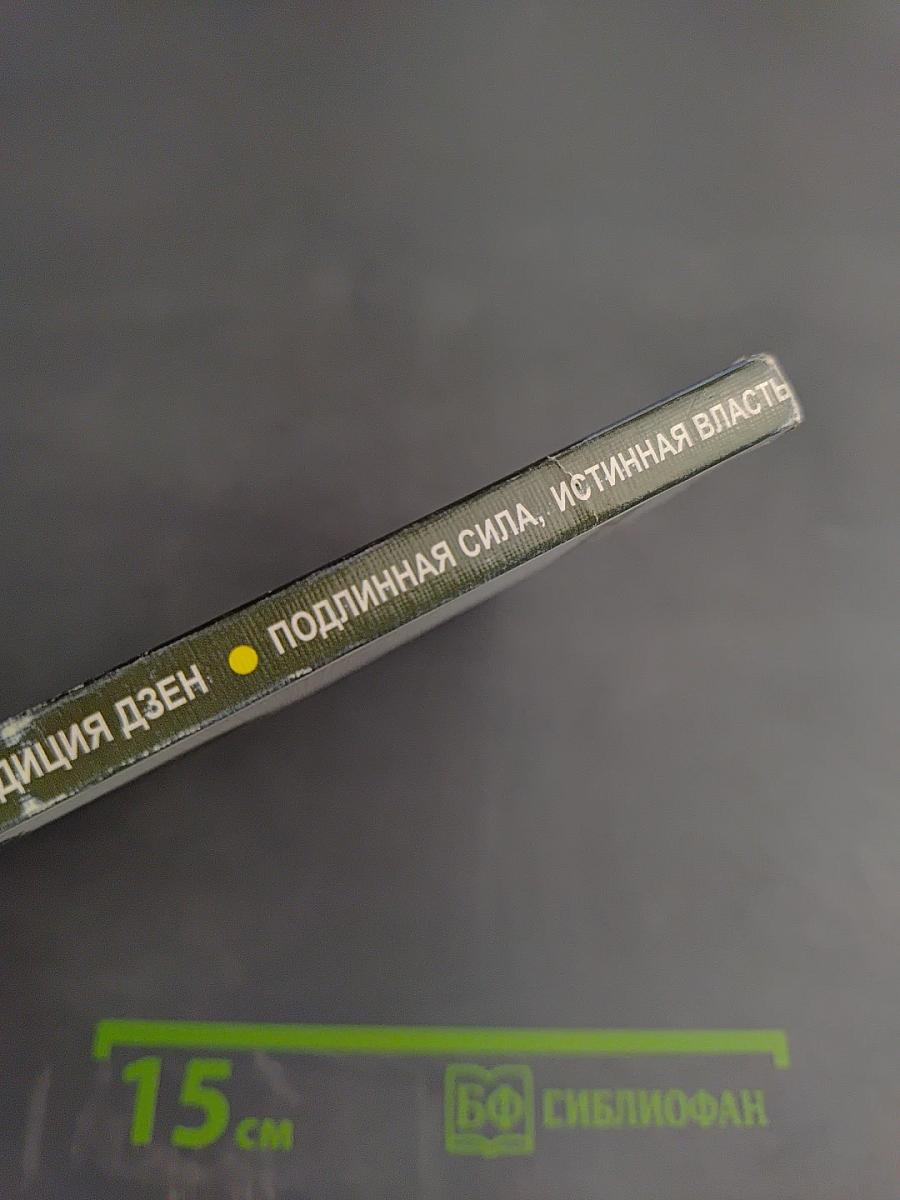 ДИЦИЯ ДЗЕН ● ПОДЛИННАЯ СИЛА, ИСТИННАЯ ВЛАСТЬ
15 см
БФ БИБЛИОФАН